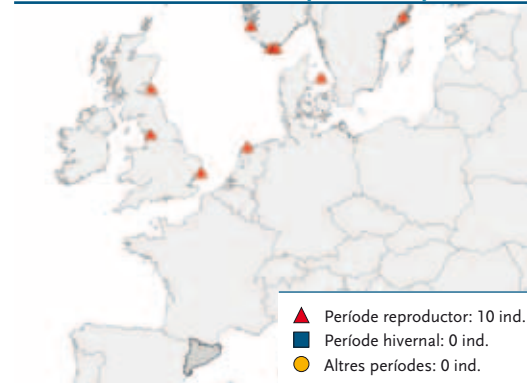 Període reproductor: 10 ind.
Període hivernal: 0 ind.
Altres períodes: 0 ind.